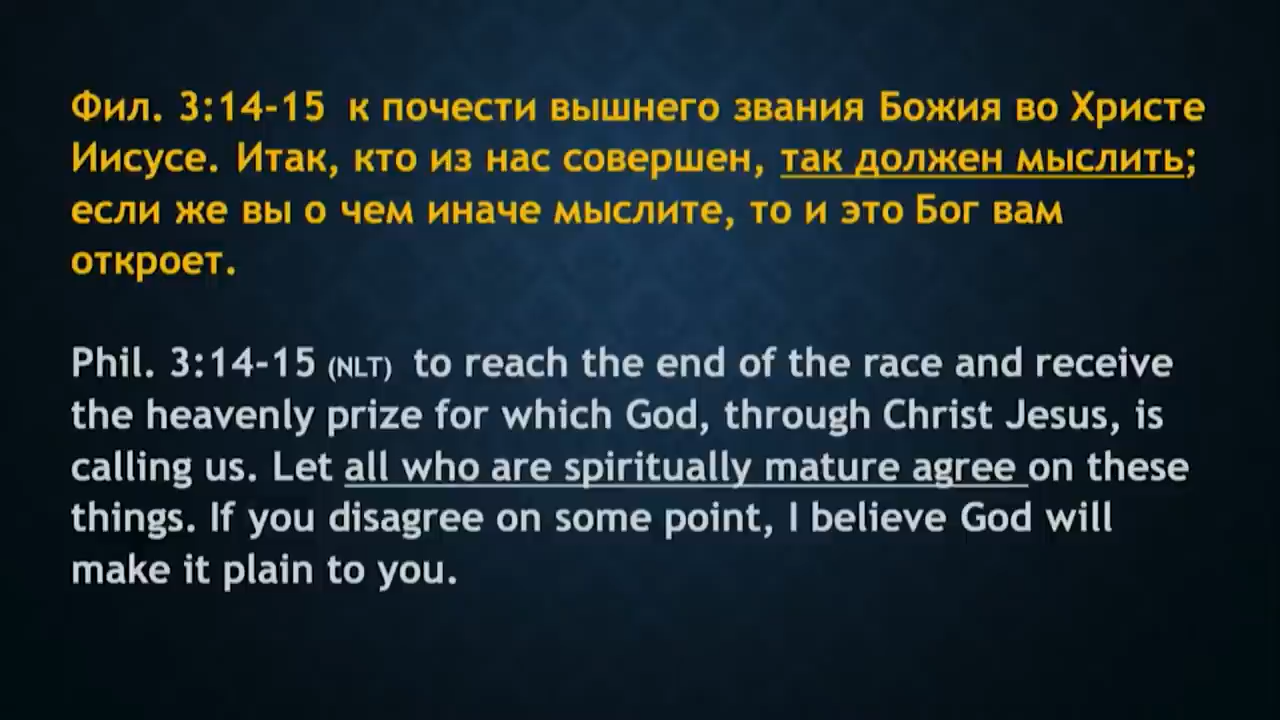 Фил. 3:14-15 к почести вышнего звания Божия во Христе
Иисусе. Итак, кто из нас совершен, так должен мыслить;
если же вы о чем иначе мыслите, то и это Бог вам
откроет.
Phil. 3:14-15 (NLT) to reach the end of the race and receive
the heavenly prize for which God, through Christ Jesus, is
calling us. Let all who are spiritually mature agree on these
things. If you disagree on some point, I believe God will
make it plain to you.